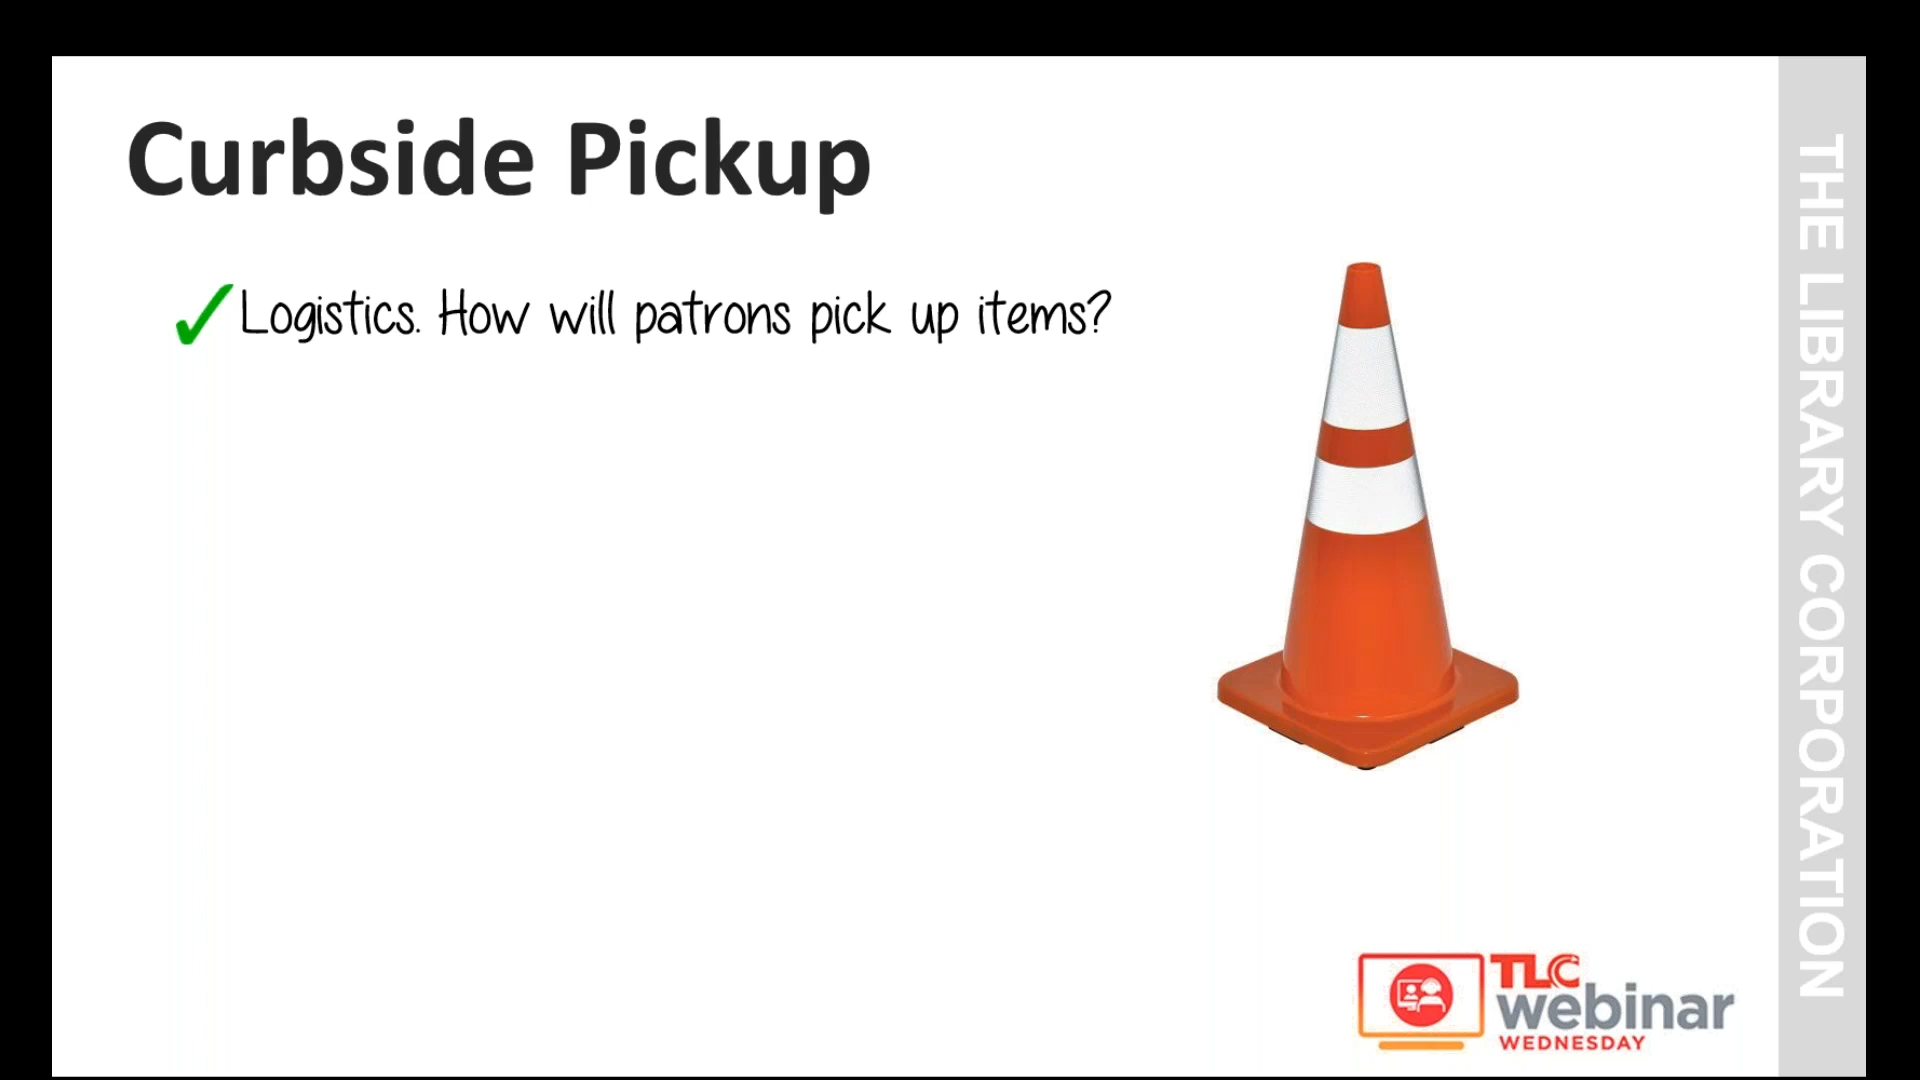 Curbside Pickup
Logistics. How will patrons pick up items?
THE LIBRARY CORPORATION
TLC
webinar
WEDNESDAY